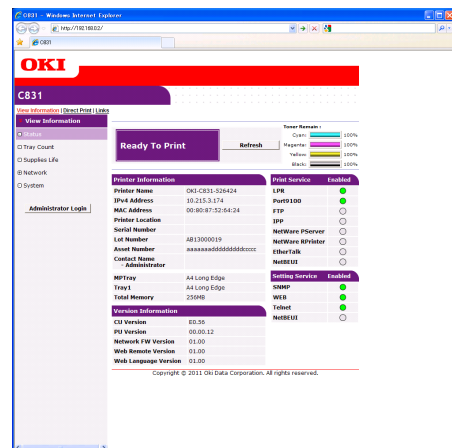 C831 - Windows Internet Explorer
http://192.168.0.2/
C831
OKI
C831
View Information | Direct Print | Links
View Information
Status
Tray Count
Supplies Life
Network
System
Administrator Login
Ready To Print
Refresh
Toner Remain :
Cyan: 100%
Magenta: 100%
Yellow: 100%
Black: 100%
Printer Information
Printer Name OKI-C831-526424
IPv4 Address 10.215.3.174
MAC Address 00:80:87:52:64:24
Printer Location
Serial Number
Lot Number AB13000019
Asset Number
Contact Name
- Administrator
MPTray A4 Long Edge
Tray1 A4 Long Edge
Total Memory 256MB
Version Information
CU Version E0.56
PU Version 00.00.12
Network FW Version 01.00
Web Remote Version 01.00
Web Language Version 01.00
Print Service Enabled
LPR
Port9100
FTP
IPP
NetWare PServer
NetWare RPrinter
EtherTalk
NetBEUI
Setting Service Enabled
SNMP
WEB
Telnet
NetBEUI
Copyright © 2011 Oki Data Corporation. All rights reserved.